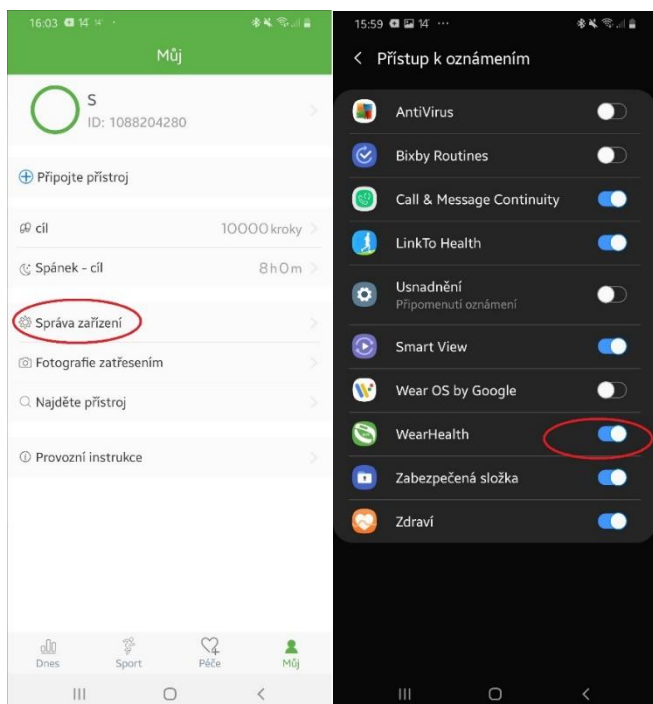 16:03
Můj
S
ID: 1088204280
Připojte přístroj
cíl 10000 kroky
Spánek - cíl 8h0m
Správa zařízení
Fotografie zatřesením
Najděte přístroj
Provozní instrukce
Dnes Sport Péče Můj
15:59
Přístup k oznámením
AntiVirus
Bixby Routines
Call & Message Continuity
LinkTo Health
Usnadnění
Připomenutí oznámení
Smart View
Wear OS by Google
WearHealth
Zabezpečená složka
Zdraví